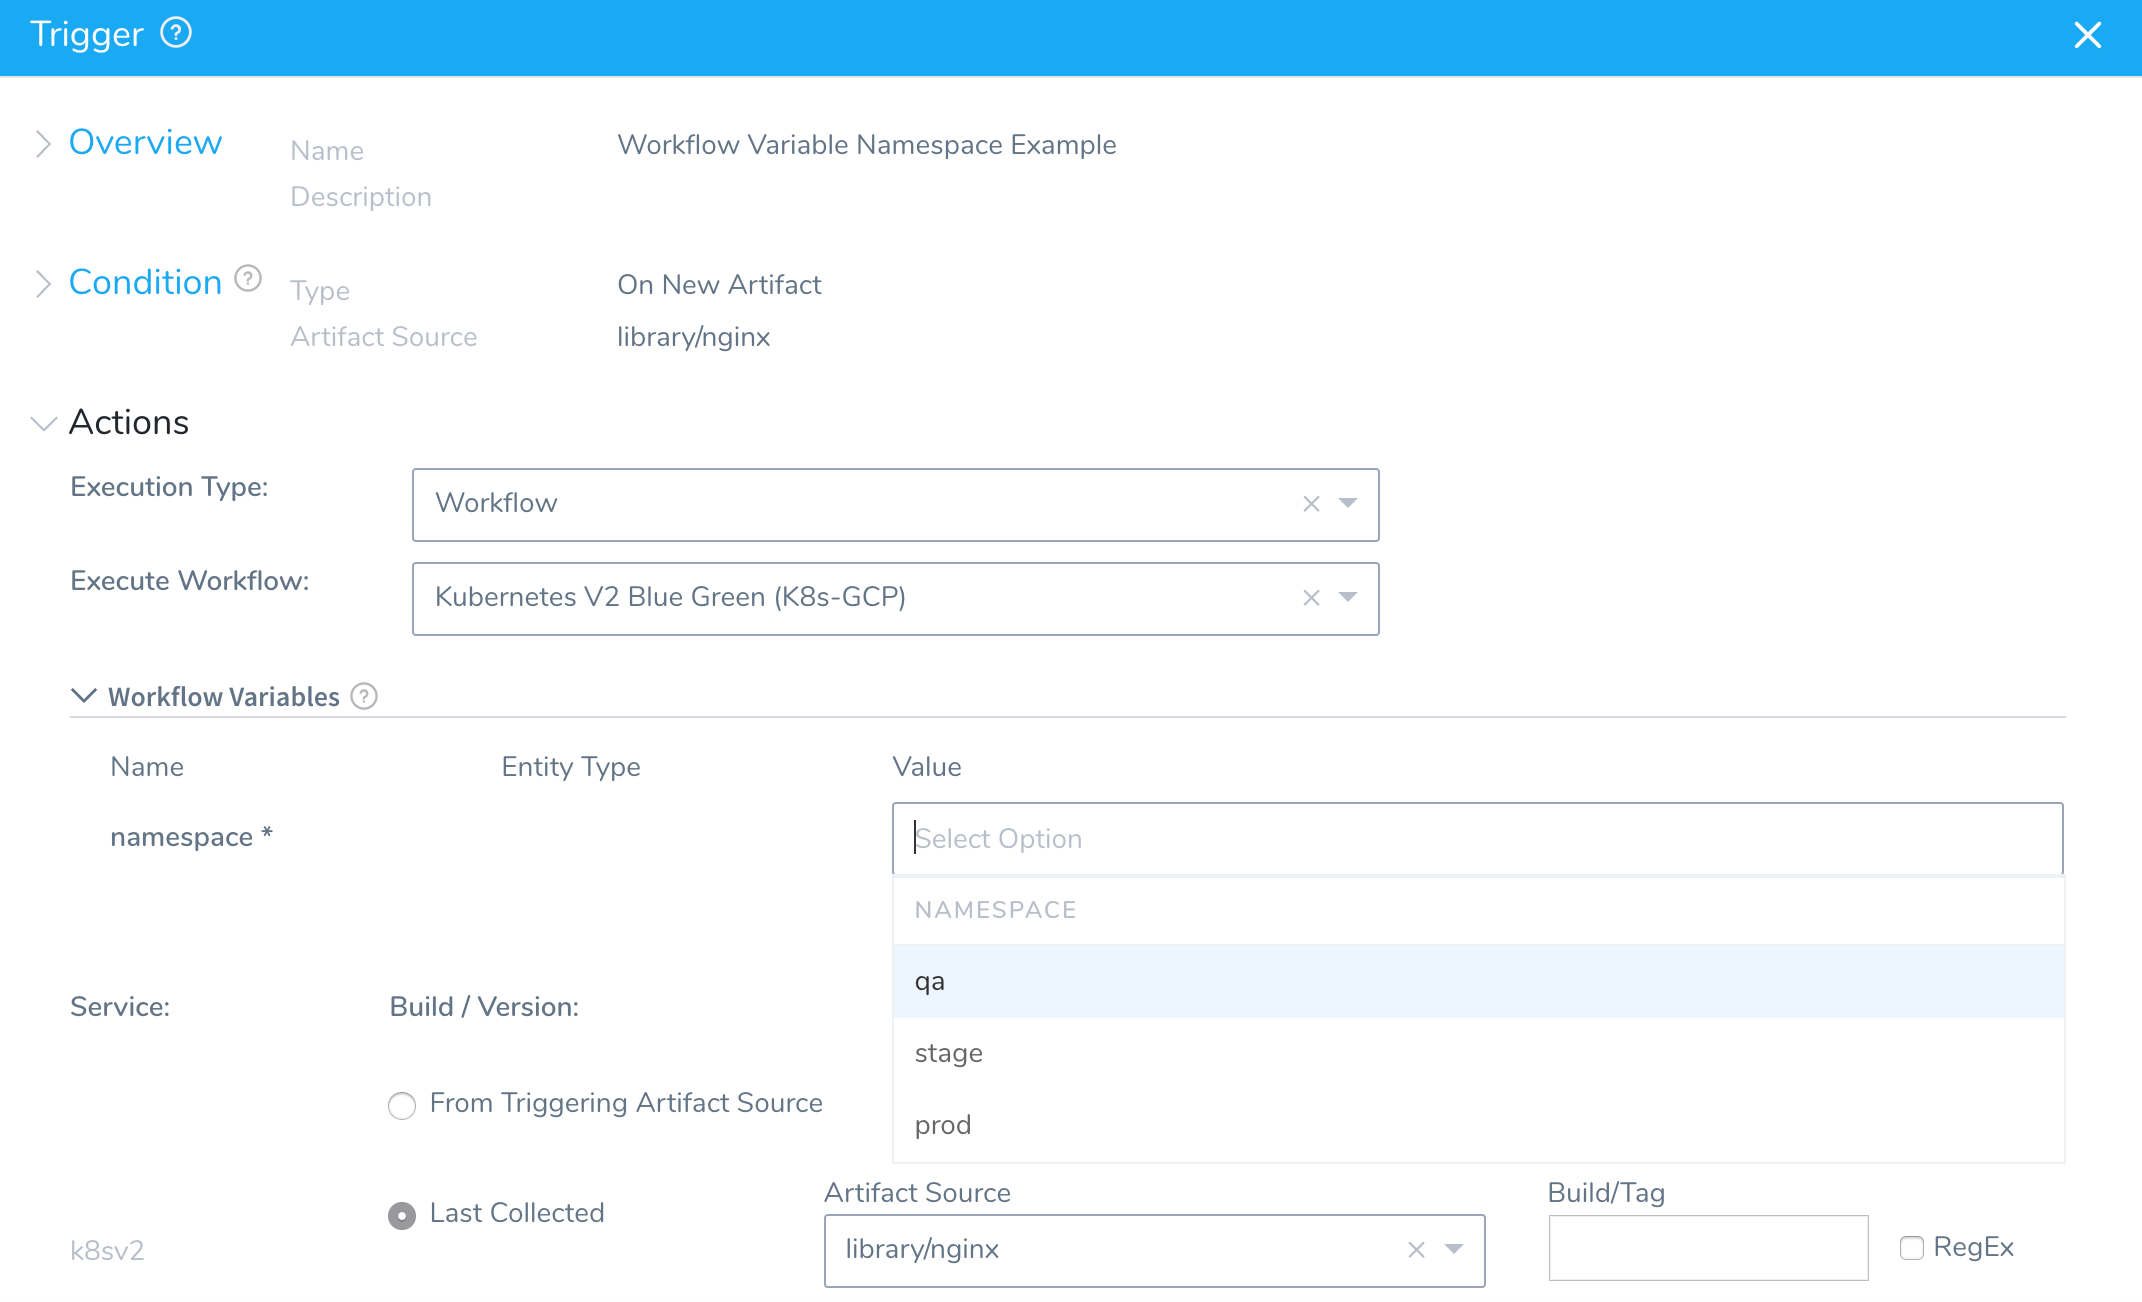 Trigger ?
Overview
Name Workflow Variable Namespace Example
Description
Condition ?
Type On New Artifact
Artifact Source library/nginx
Actions
Execution Type: Workflow
Execute Workflow: Kubernetes V2 Blue Green (K8s-GCP)
Workflow Variables ?
Name Entity Type Value
namespace * Select Option
NAMESPACE
qa
stage
prod
Service: Build / Version:
From Triggering Artifact Source
Last Collected
Artifact Source Build/Tag
k8sv2 library/nginx RegEx